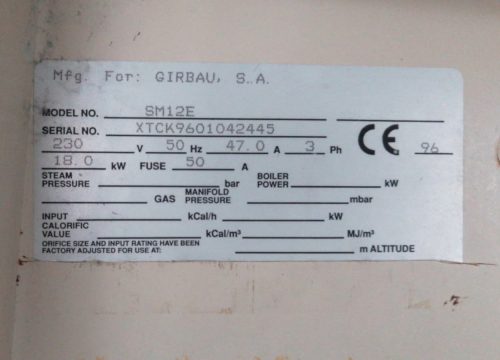 Mfg. For: GIRBAU, S.A.
MODEL NO. SM12E
SERIAL NO. XTCK9601042445
230 V 50 Hz 47.0 A 3 Ph CE 96
18.0 kW FUSE 50 A
STEAM PRESSURE bar BOILER POWER kW
GAS MANIFOLD PRESSURE mbar
INPUT kCal/h kW
CALORIFIC VALUE kCal/m³ MJ/m³
ORIFICE SIZE AND INPUT RATING HAVE BEEN
FACTORY ADJUSTED FOR USE AT: m ALTITUDE